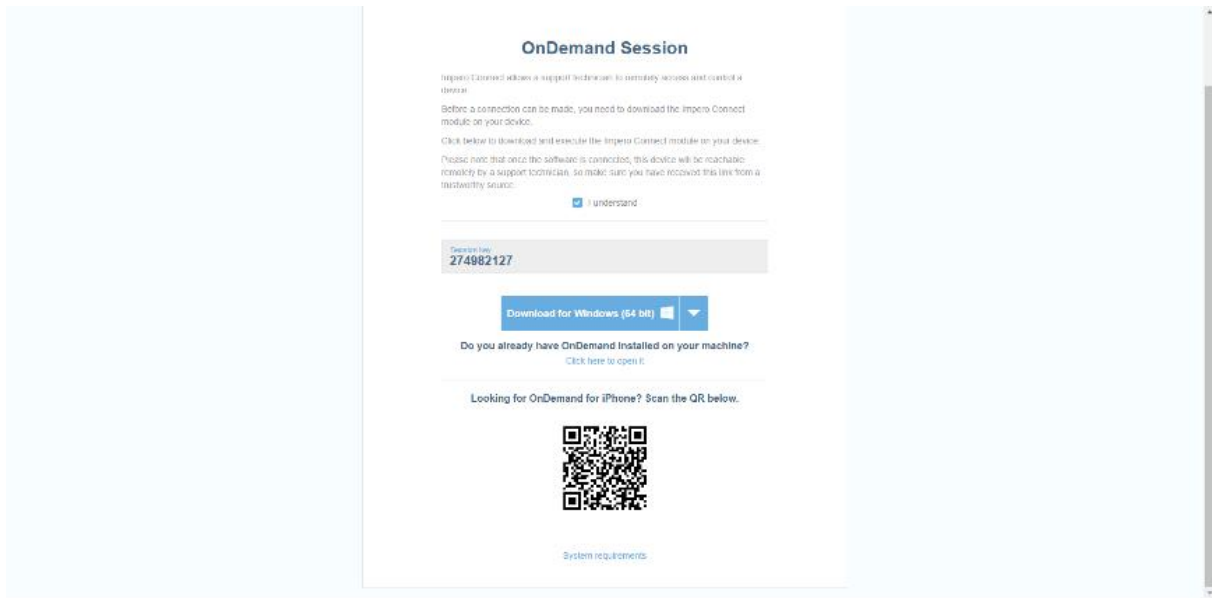 OnDemand Session
Impero Connect allows a support technician to remotely access and control a
device.
Before a connection can be made, you need to download the Impero Connect
module on your device.
Click below to download and execute the Impero Connect module on your device.
Please note that once the software is connected, this device will be reachable
remotely by a support technician, so make sure you have received this link from a
trustworthy source.
I understand
Session key
274982127
Download for Windows (64 bit)
Do you already have OnDemand installed on your machine?
Click here to open it
Looking for OnDemand for iPhone? Scan the QR below.
System requirements